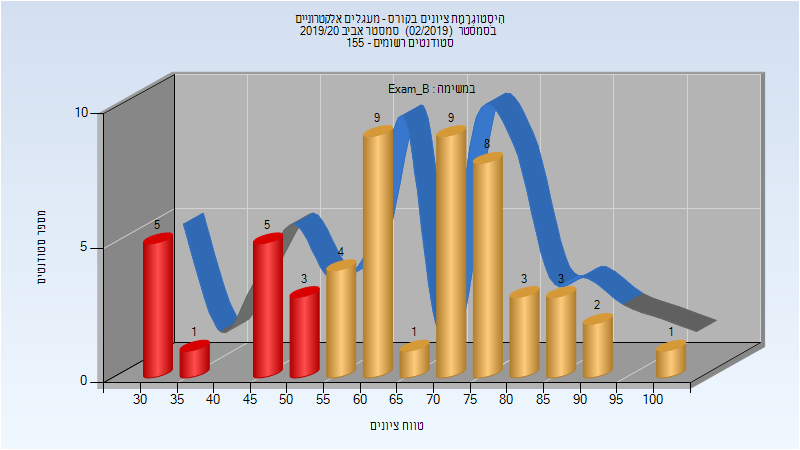 היסטוגרמת ציונים בקורס - מעגלים אלקטרוניים
בסמסטר (02/2019) סמסטר אביב 2019/20
סטודנטים רשומים - 155
במשימה : Exam_B
מספר סטודנטים
10
5
0
5
1
5
3
4
9
1
9
8
3
3
2
1
30 35 40 45 50 55 60 65 70 75 80 85 90 95 100
טווח ציונים